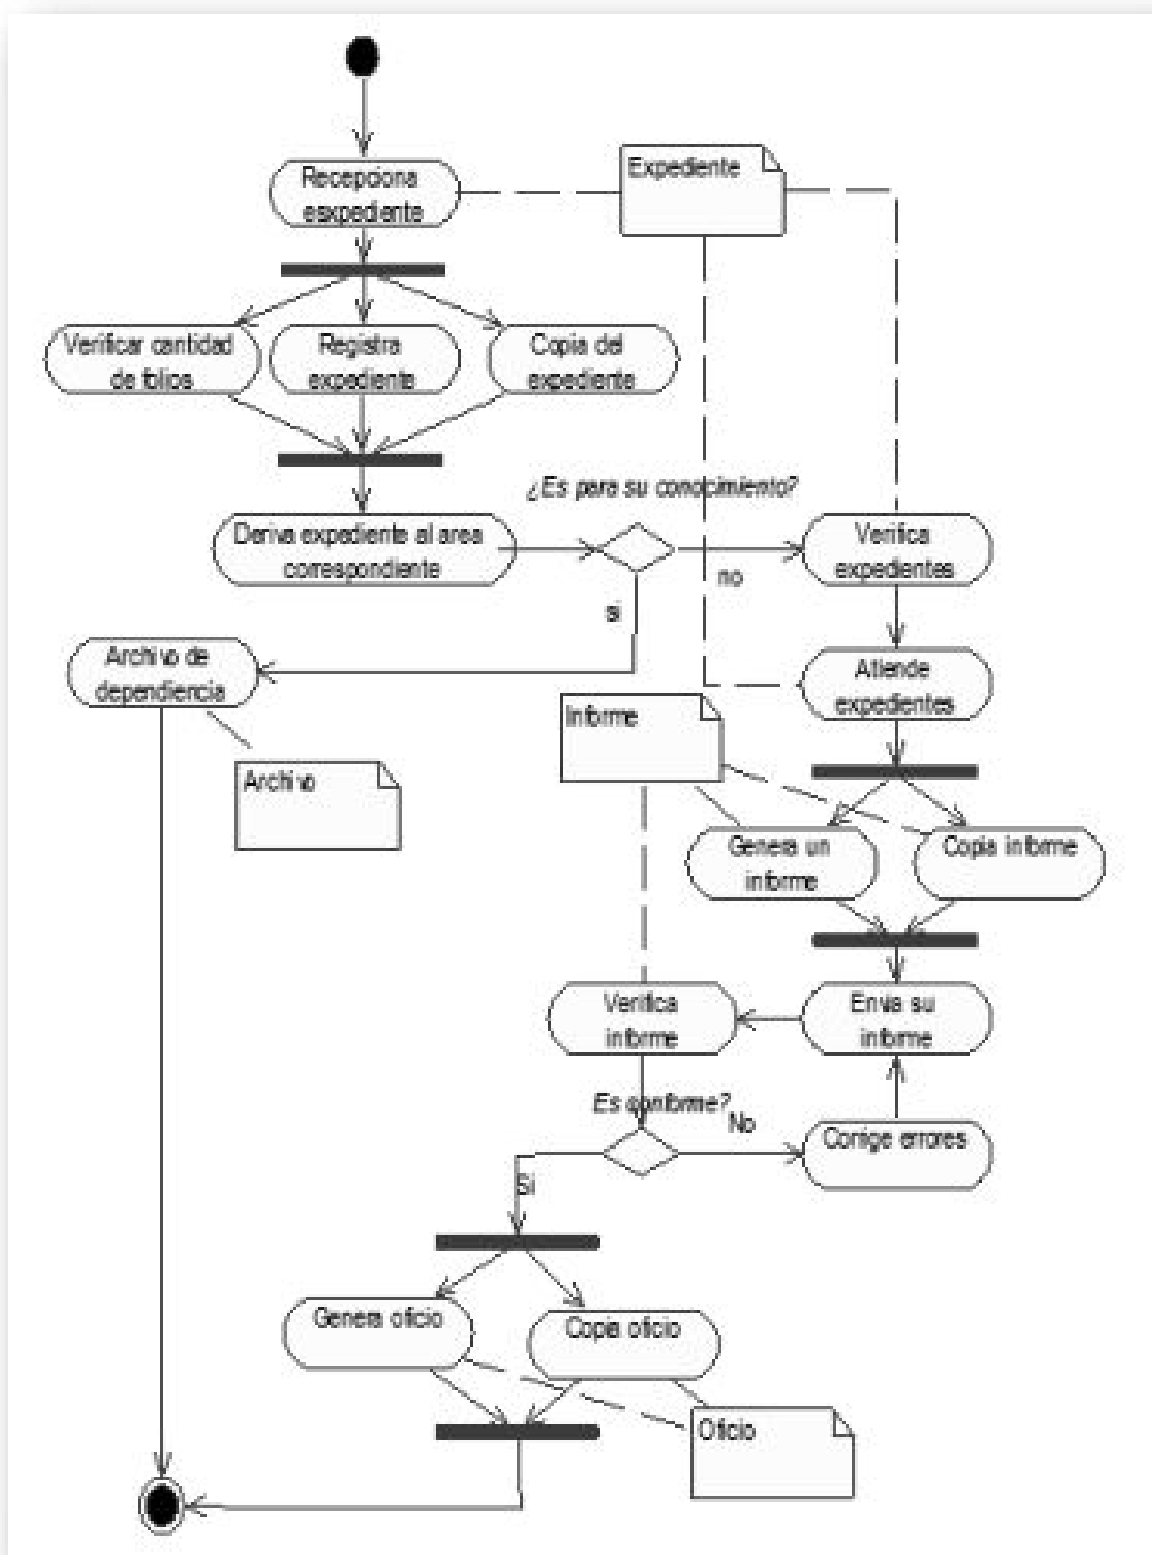 Recepciona
esxpediente
Expediente
Verificar cantidad
de folios
Registra
expediente
Copia del
expediente
¿Es para su conocimiento?
Deriva expediente al area
correspondiente
no
si
Verifica
expedientes
Archivo de
dependiencia
Atiende
expedientes
Informe
Archivo
Genera un
informe
Copia informe
Verifica
informe
Envia su
informe
Es conforme?
No
Corrige errores
Si
Genera oficio
Copia oficio
Oficio